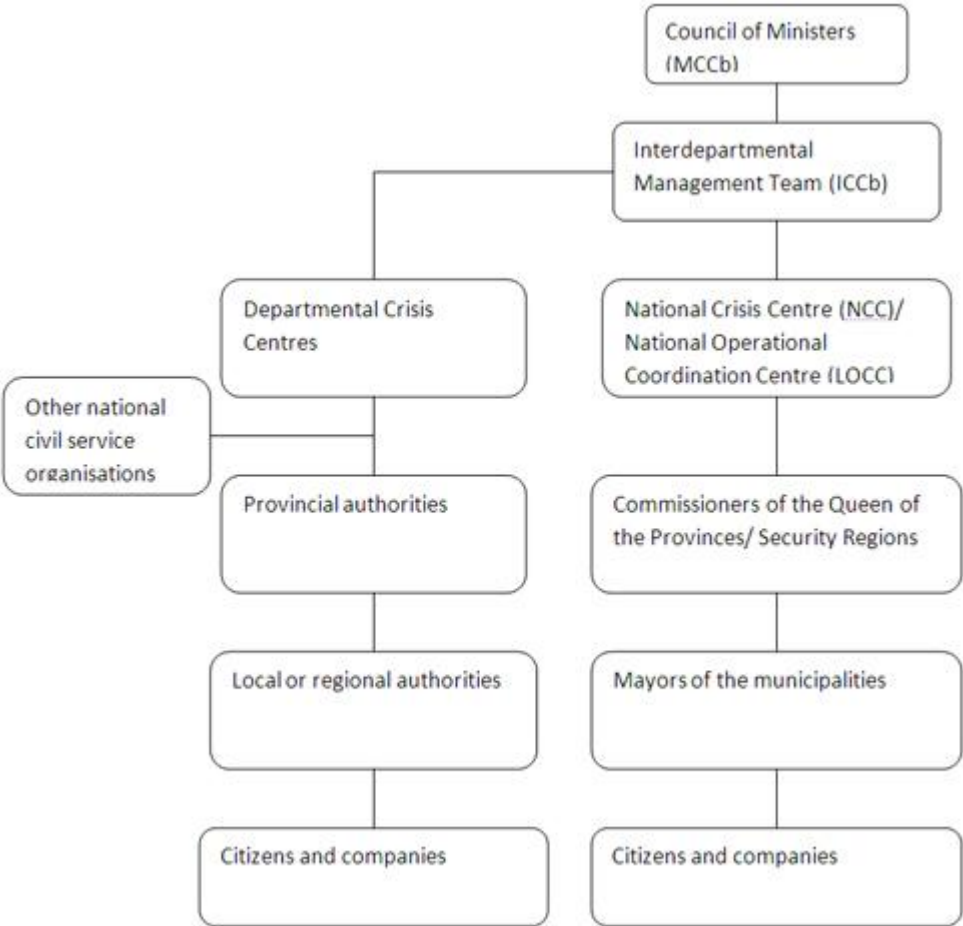 Council of Ministers
(MCCb)
Interdepartmental
Management Team (ICCb)
Departmental Crisis
Centres
National Crisis Centre (NCC)/
National Operational
Coordination Centre (LOCC)
Other national
civil service
organisations
Provincial authorities
Commissioners of the Queen of
the Provinces/ Security Regions
Local or regional authorities
Mayors of the municipalities
Citizens and companies
Citizens and companies